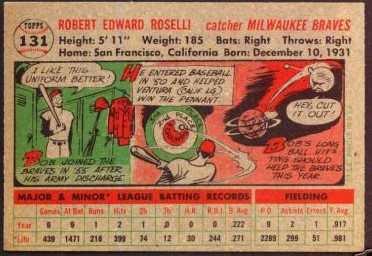 TOPPS
131
ROBERT EDWARD ROSELLI catcher MILWAUKEE BRAVES
Height: 5' 11" Weight: 185 Bats: Right Throws: Right
Home: San Francisco, California Born: December 10, 1931
I LIKE THIS
UNIFORM BETTER!
BOB JOINED THE
BRAVES IN '55 AFTER
HIS ARMY DISCHARGE.
HE ENTERED BASEBALL
IN '50 AND HELPED
VENTURA (CALIF. LG.)
WIN THE PENNANT.
PLACE
HEY, CUT
IT OUT!
BOB'S
LONG BALL HIT-
TING SHOULD
HELP THE BRAVES
THIS YEAR.
MAJOR & MINOR* LEAGUE BATTING RECORDS FIELDING
Games At Bat Runs Hits 2b 3b H.R. R.B.I. B. Avg. P.O. Assists Errors F. Avg.
Year 6 9 1 2 1 0 0 0 .222 9 2 1 .917
*Life 439 1471 218 399 74 12 30 244 .271 2269 299 51 .981